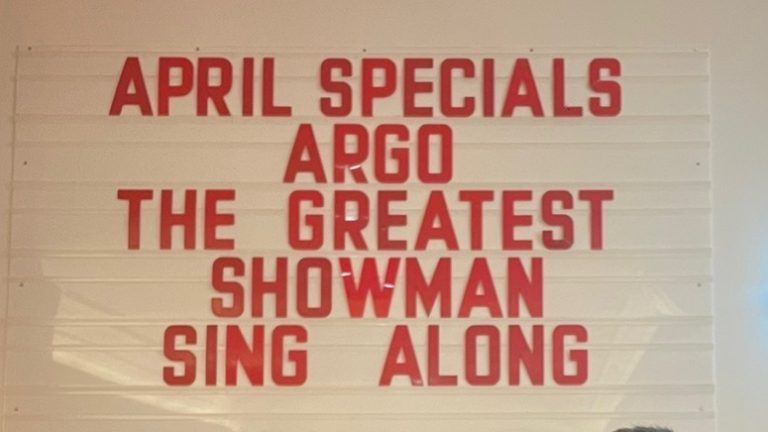 APRIL SPECIALS
ARGO
THE GREATEST
SHOWMAN
SING ALONG